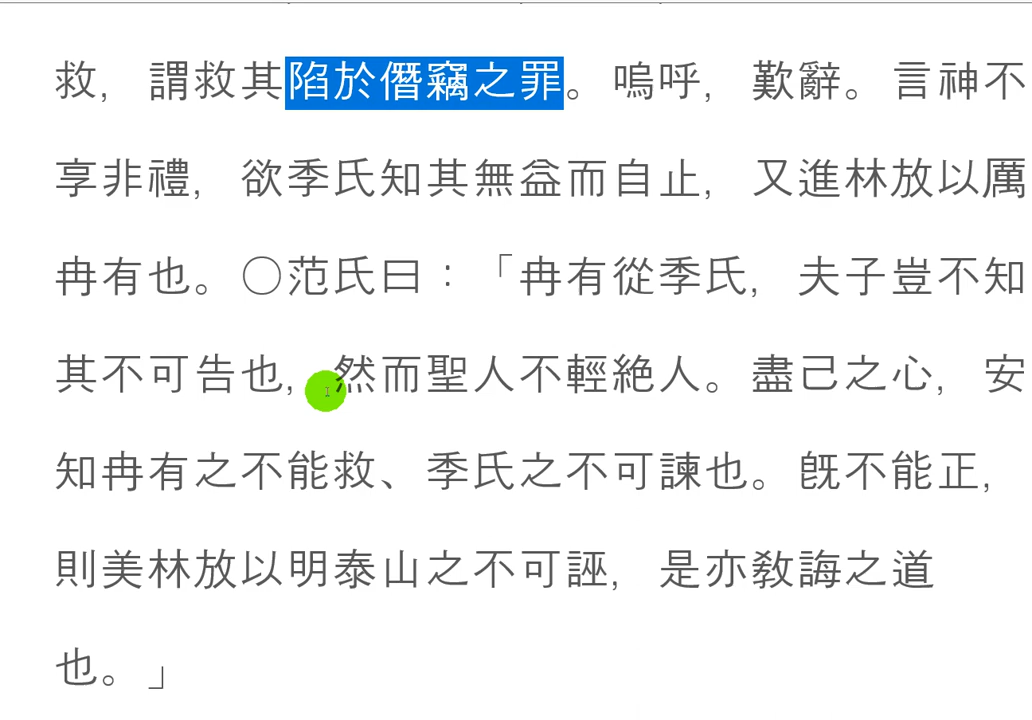 救，謂救其陷於僭竊之罪。嗚呼，歎辭。言神不
享非禮，欲季氏知其無益而自止，又進林放以厲
冉有也。〇范氏曰：「冉有從季氏，夫子豈不知
其不可告也，然而聖人不輕絶人。盡己之心，安
知冉有之不能救、季氏之不可諫也。旣不能正，
則美林放以明泰山之不可誣，是亦敎誨之道
也。」